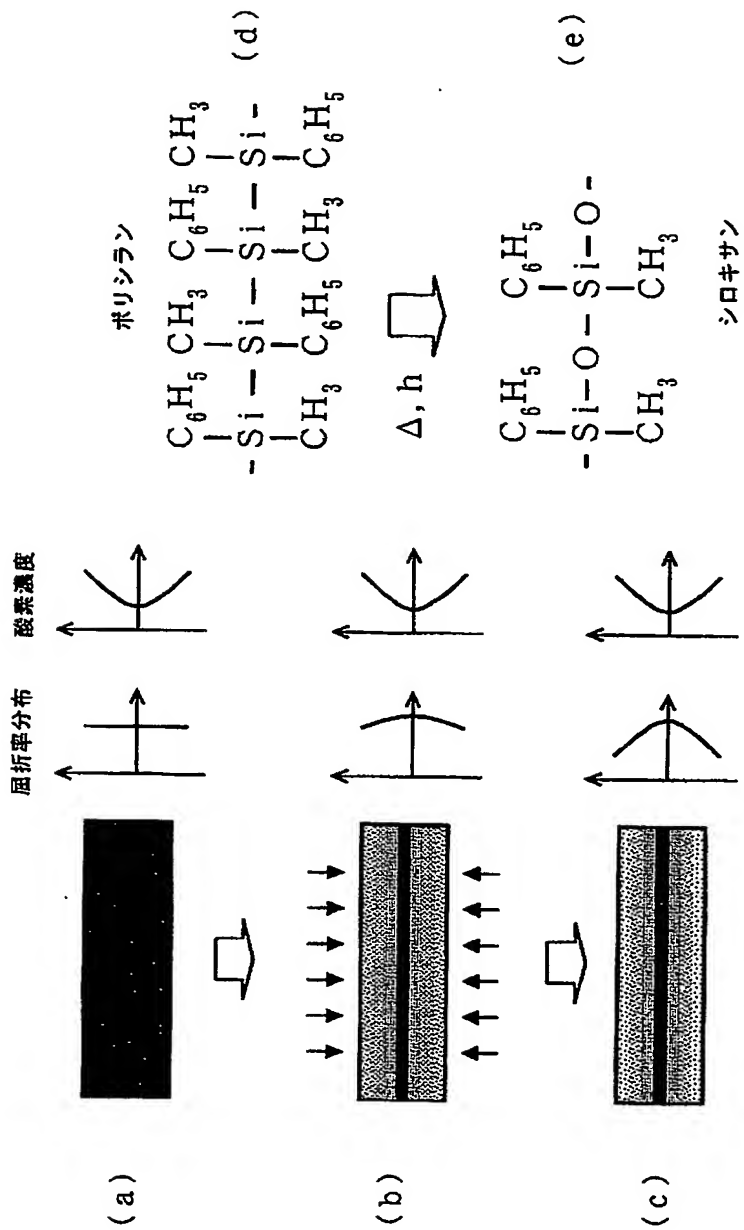 屈折率分布
酸素濃度
(a)
(b)
(c)
ポリシラン
C₆H₅ CH₃ C₆H₅ CH₃
-Si—Si—Si—Si-
CH₃ C₆H₅ CH₃ C₆H₅
(d)
Δ, h
C₆H₅ C₆H₅
-Si-O-Si-O-
CH₃ CH₃
シロキサン
(e)